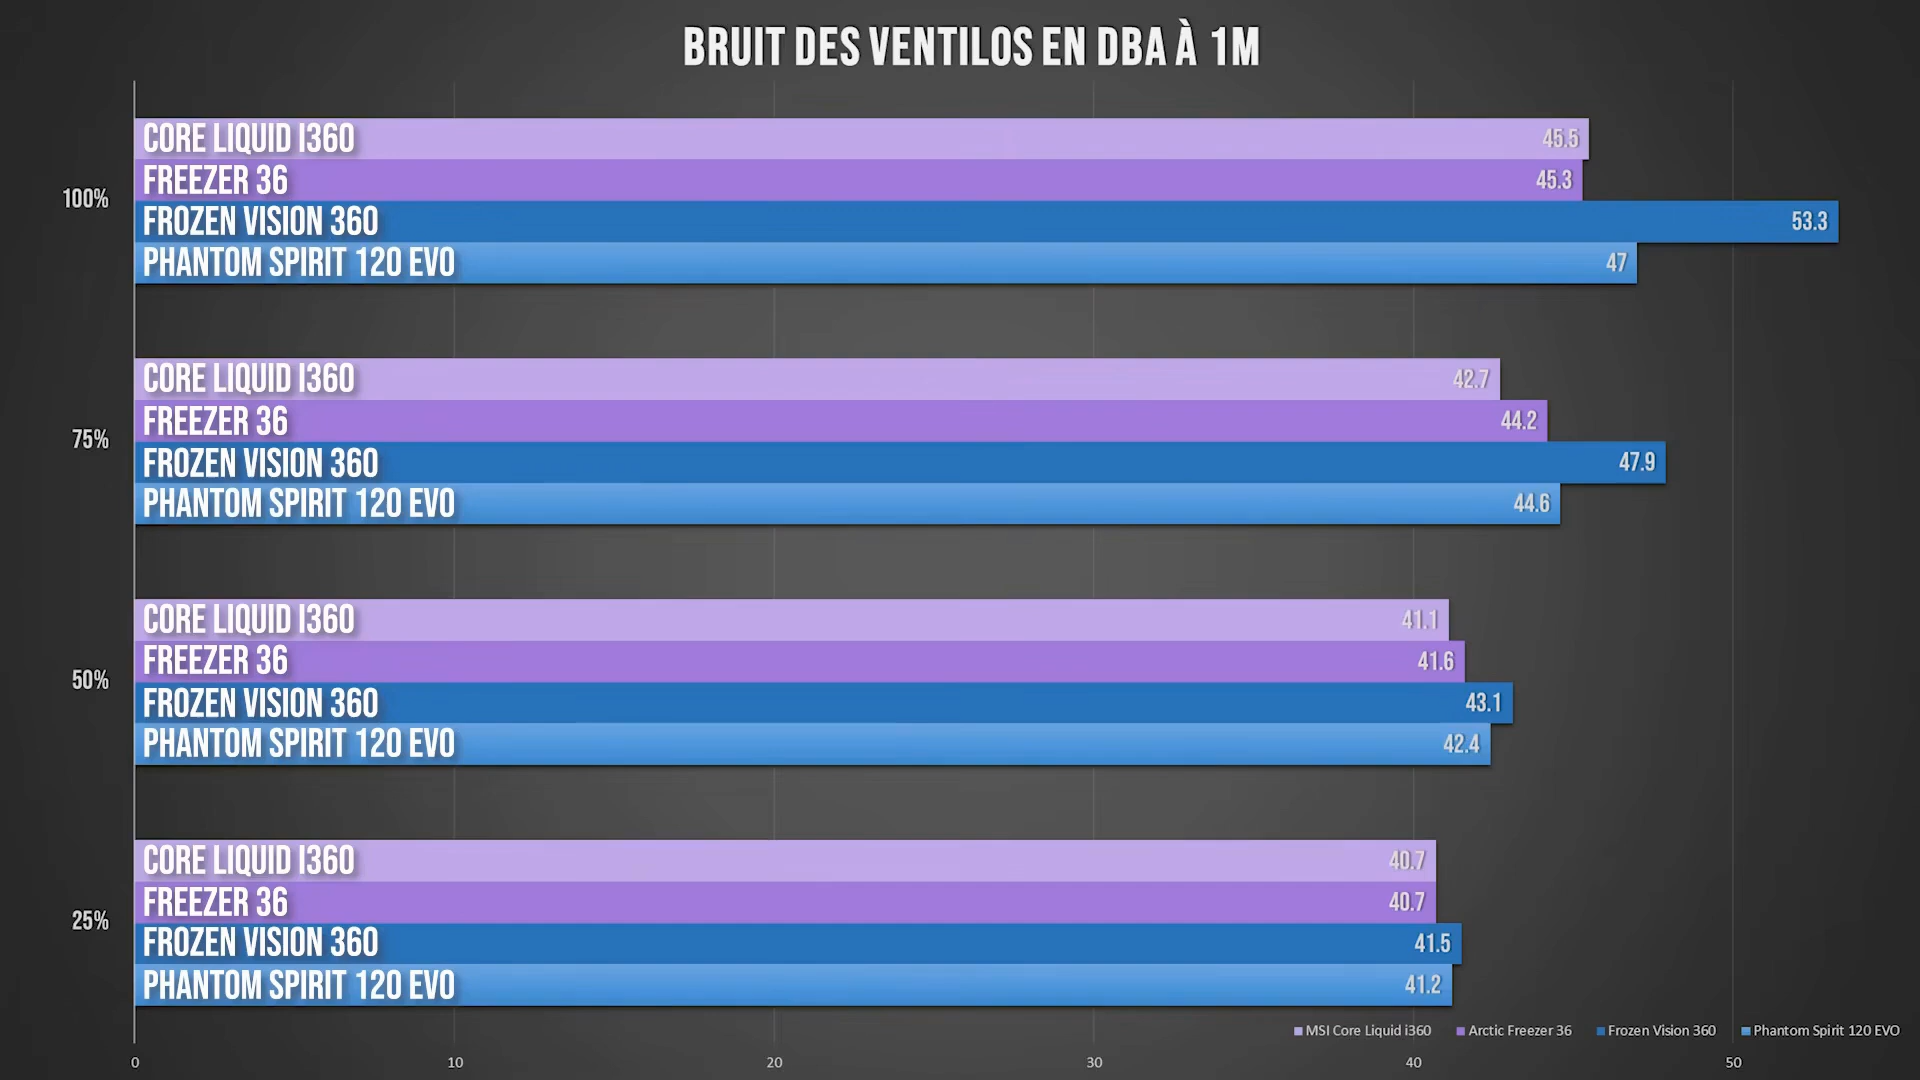 BRUIT DES VENTILOS EN DBA À 1M
100%
CORE LIQUID I360 45.5
FREEZER 36 45.3
FROZEN VISION 360 53.3
PHANTOM SPIRIT 120 EVO 47
75%
CORE LIQUID I360 42.7
FREEZER 36 44.2
FROZEN VISION 360 47.9
PHANTOM SPIRIT 120 EVO 44.6
50%
CORE LIQUID I360 41.1
FREEZER 36 41.6
FROZEN VISION 360 43.1
PHANTOM SPIRIT 120 EVO 42.4
25%
CORE LIQUID I360 40.7
FREEZER 36 40.7
FROZEN VISION 360 41.5
PHANTOM SPIRIT 120 EVO 41.2
MSI Core Liquid i360 Arctic Freezer 36 Frozen Vision 360 Phantom Spirit 120 EVO
0 10 20 30 40 50